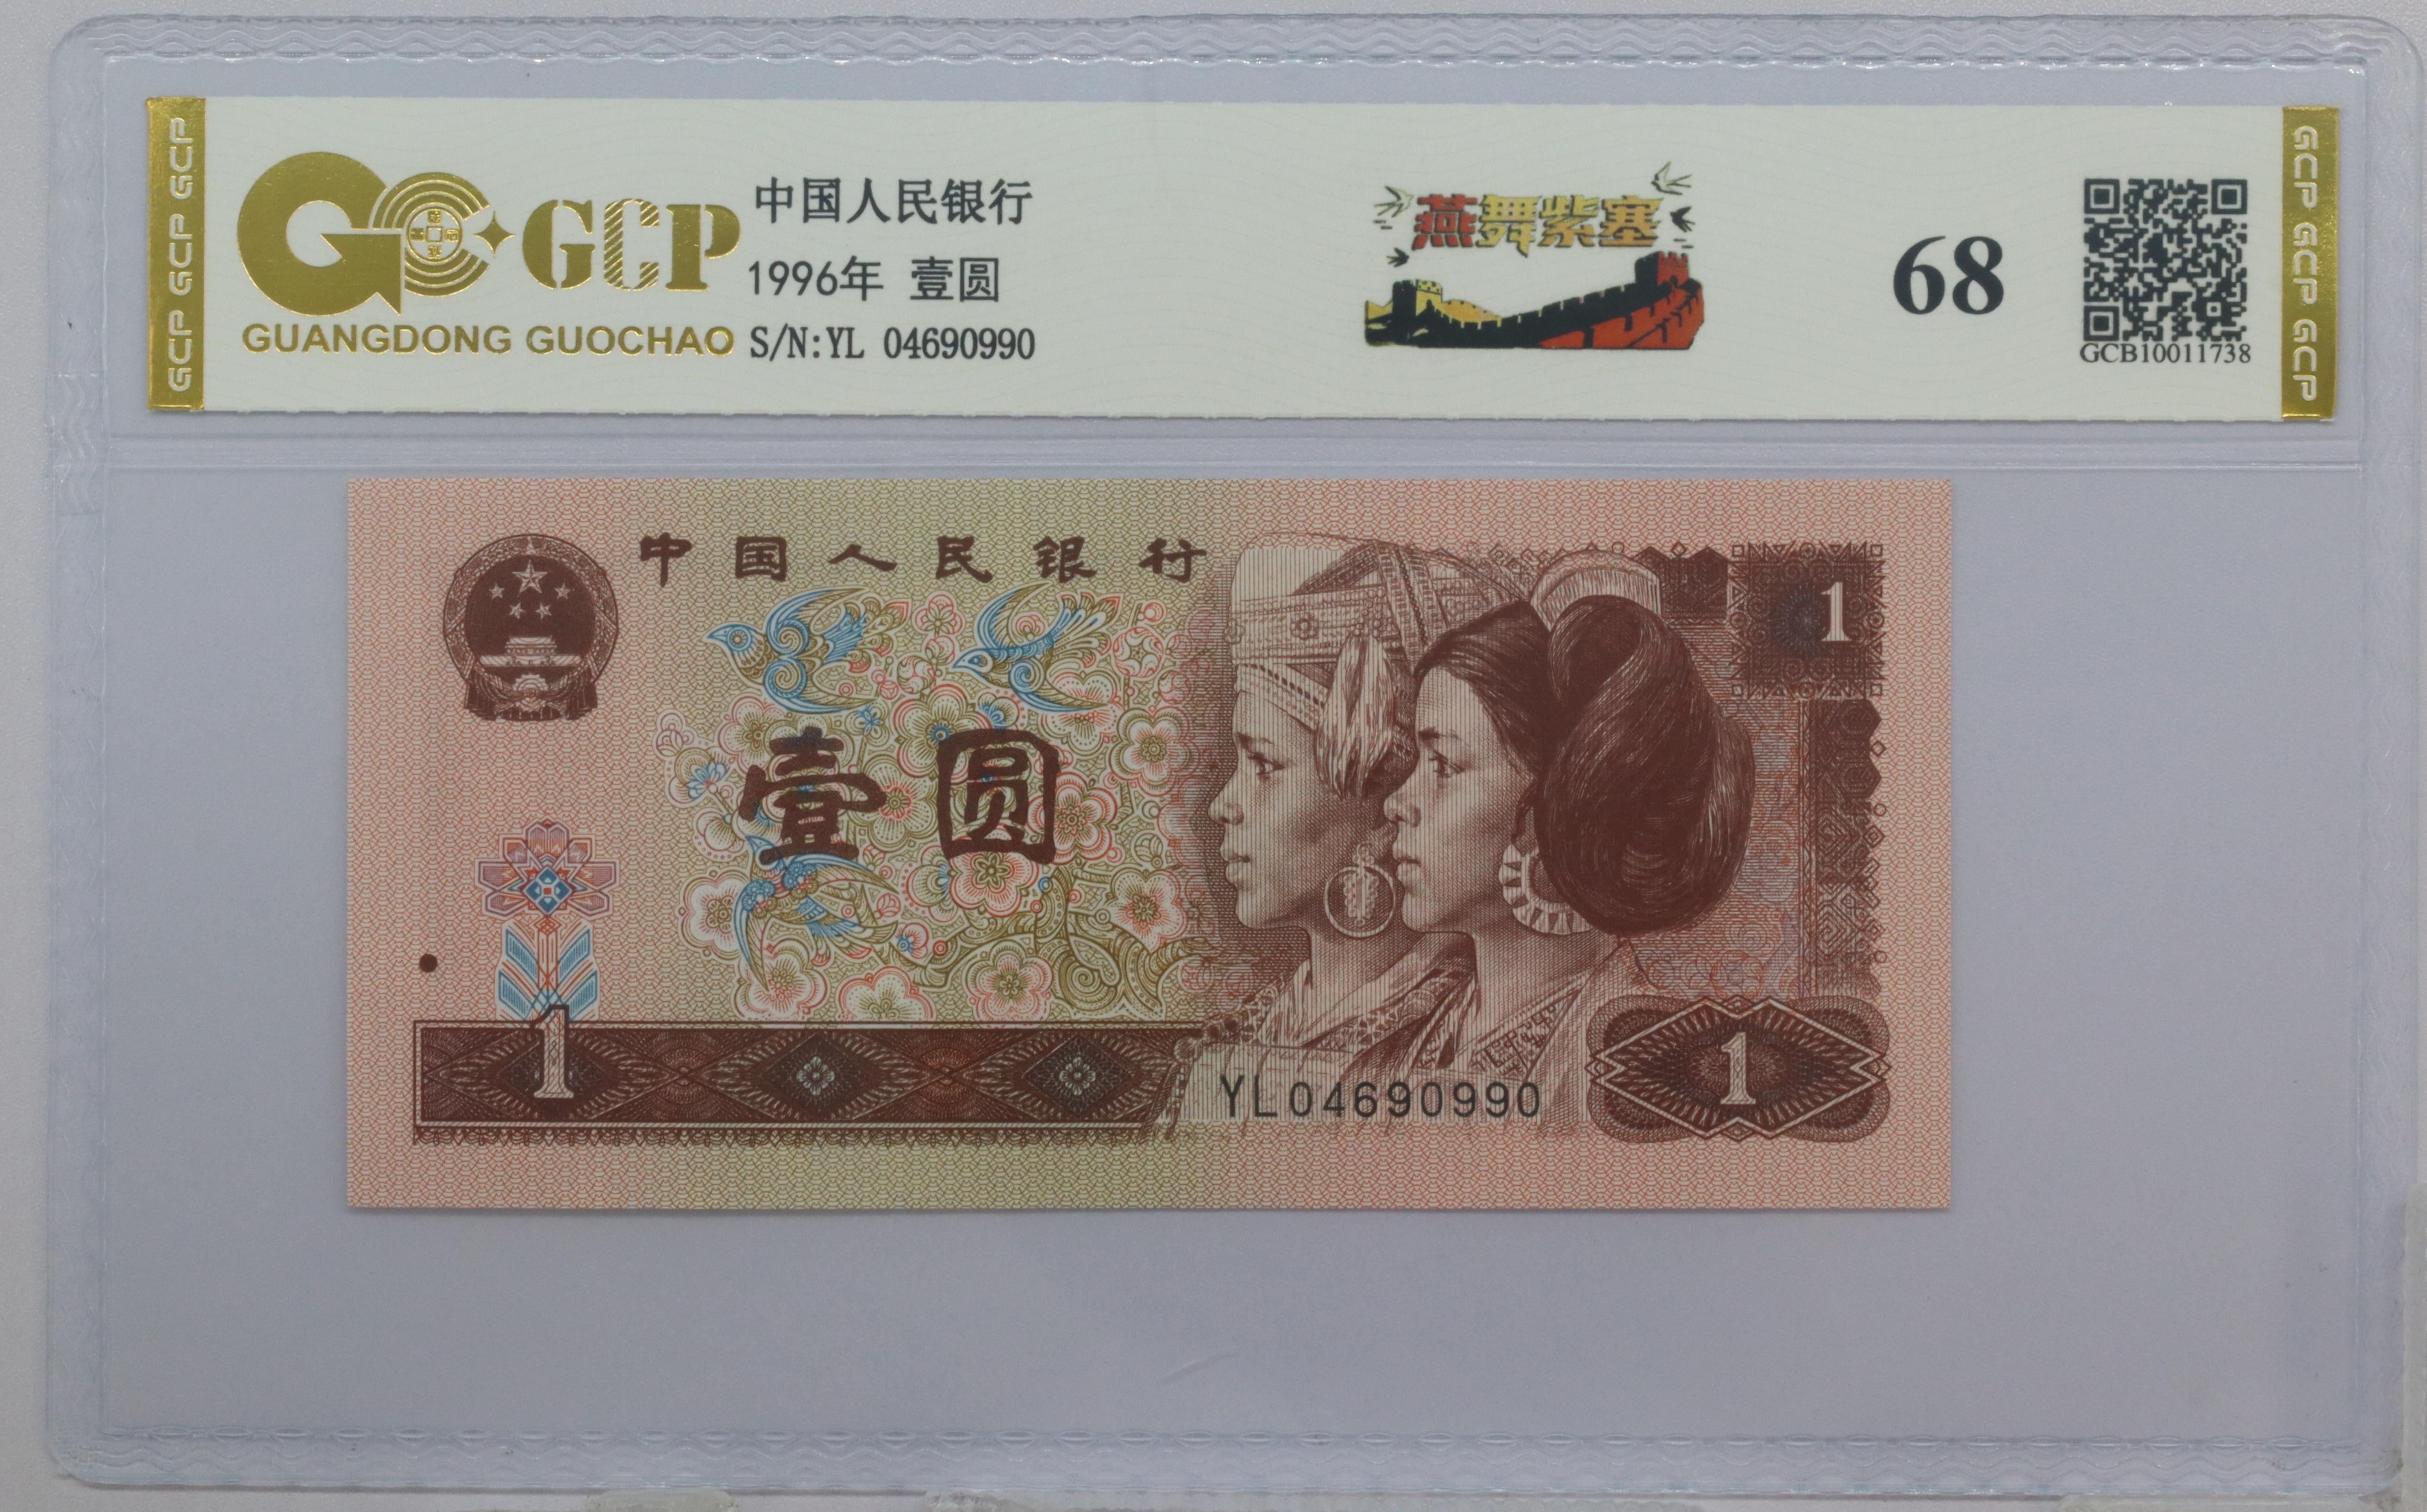 GCP GCP GCP
GCP
GUANGDONG GUOCHAO
中国人民银行
1996年 壹圆
S/N:YL 04690990
燕舞紫塞
68
GCB10011738
GCP GCP GCP
中国人民银行
1
壹圆
1
YL04690990
1